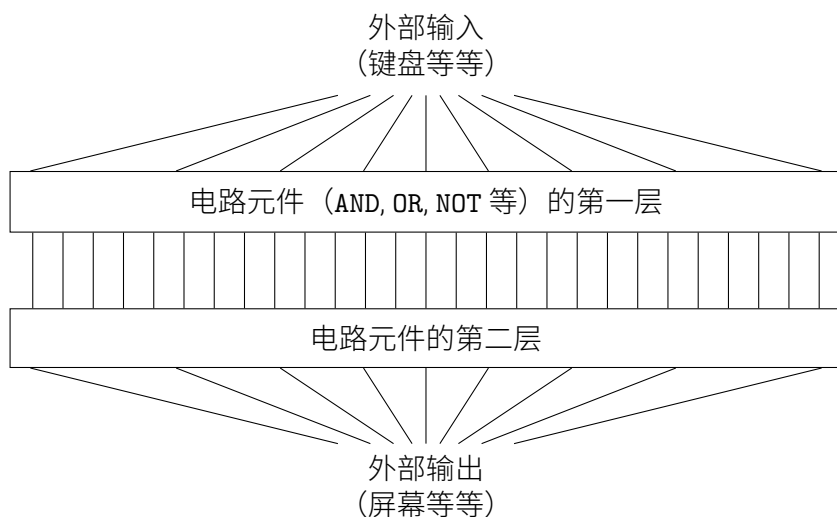 外部输入
（键盘等等）
电路元件（AND, OR, NOT 等）的第一层
电路元件的第二层
外部输出
（屏幕等等）